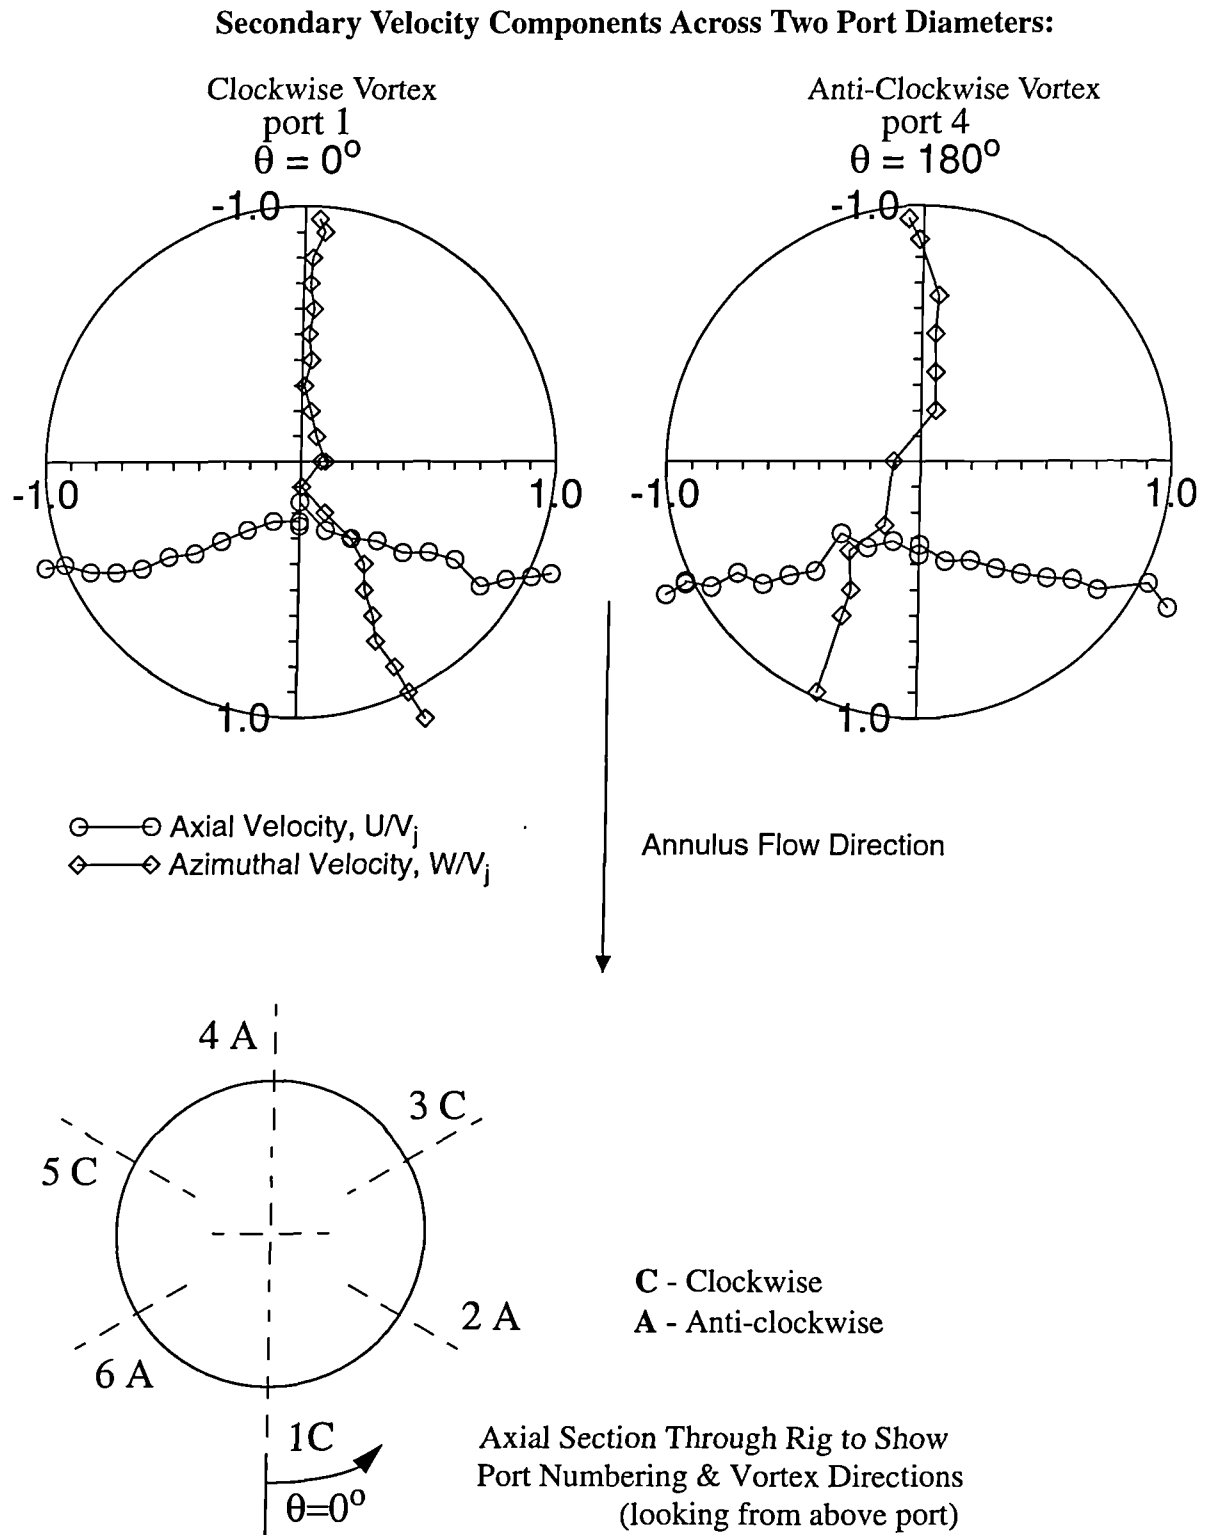 Secondary Velocity Components Across Two Port Diameters:
Clockwise Vortex
port 1
θ = 0º
Anti-Clockwise Vortex
port 4
θ = 180º
-1.0
-1.0
-1.0
1.0
-1.0
1.0
1.0
1.0
Axial Velocity, U/Vj
Azimuthal Velocity, W/Vj
Annulus Flow Direction
4 A
3 C
5 C
2 A
6 A
1C
θ=0º
C - Clockwise
A - Anti-clockwise
Axial Section Through Rig to Show
Port Numbering & Vortex Directions
(looking from above port)